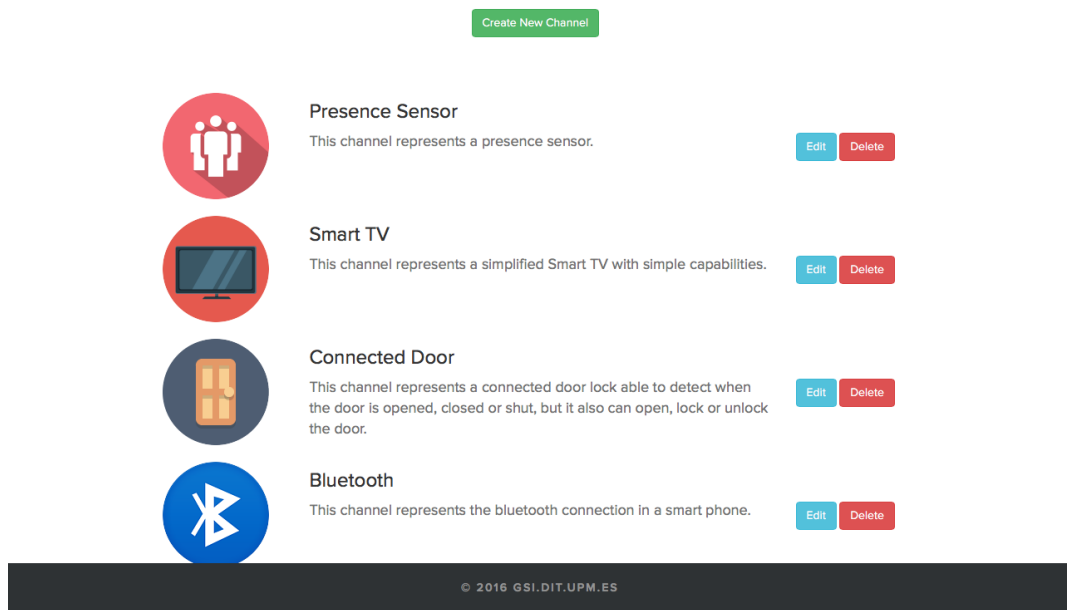 Create New Channel
Presence Sensor
This channel represents a presence sensor.
Edit Delete
Smart TV
This channel represents a simplified Smart TV with simple capabilities.
Edit Delete
Connected Door
This channel represents a connected door lock able to detect when
the door is opened, closed or shut, but it also can open, lock or unlock
the door.
Edit Delete
Bluetooth
This channel represents the bluetooth connection in a smart phone.
Edit Delete
© 2016 GSI.DIT.UPM.ES